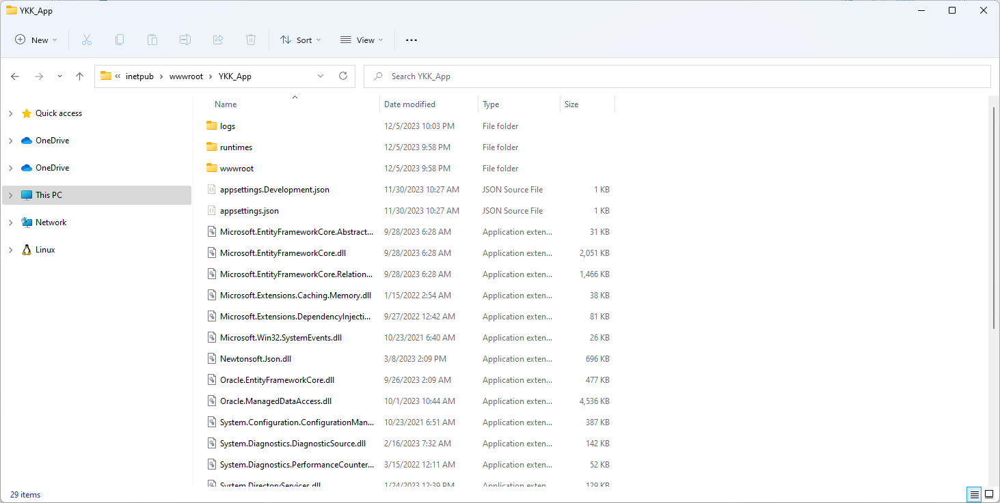 YKK_App
New Sort View
inetpub wwwroot YKK_App Search YKK_App
Quick access
OneDrive
OneDrive
This PC
Network
Linux
Name Date modified Type Size
logs 12/5/2023 10:03 PM File folder
runtimes 12/5/2023 9:58 PM File folder
wwwroot 12/5/2023 9:58 PM File folder
appsettings.Development.json 11/30/2023 10:27 AM JSON Source File 1 KB
appsettings.json 11/30/2023 10:27 AM JSON Source File 1 KB
Microsoft.EntityFrameworkCore.Abstract... 9/28/2023 6:28 AM Application exten... 31 KB
Microsoft.EntityFrameworkCore.dll 9/28/2023 6:28 AM Application exten... 2,051 KB
Microsoft.EntityFrameworkCore.Relation... 9/28/2023 6:28 AM Application exten... 1,466 KB
Microsoft.Extensions.Caching.Memory.dll 1/15/2022 2:54 AM Application exten... 38 KB
Microsoft.Extensions.DependencyInjecti... 9/27/2022 12:42 AM Application exten... 81 KB
Microsoft.Win32.SystemEvents.dll 10/23/2021 6:40 AM Application exten... 26 KB
Newtonsoft.Json.dll 3/8/2023 2:09 PM Application exten... 696 KB
Oracle.EntityFrameworkCore.dll 9/26/2023 2:09 AM Application exten... 477 KB
Oracle.ManagedDataAccess.dll 10/1/2023 10:44 AM Application exten... 4,536 KB
System.Configuration.ConfigurationMan... 10/23/2021 6:51 AM Application exten... 387 KB
System.Diagnostics.DiagnosticSource.dll 2/16/2023 7:32 AM Application exten... 142 KB
System.Diagnostics.PerformanceCounter... 3/15/2022 12:11 AM Application exten... 52 KB
System.DirectoryServices.dll 1/24/2023 12:39 PM Application exten... 129 KB
29 items